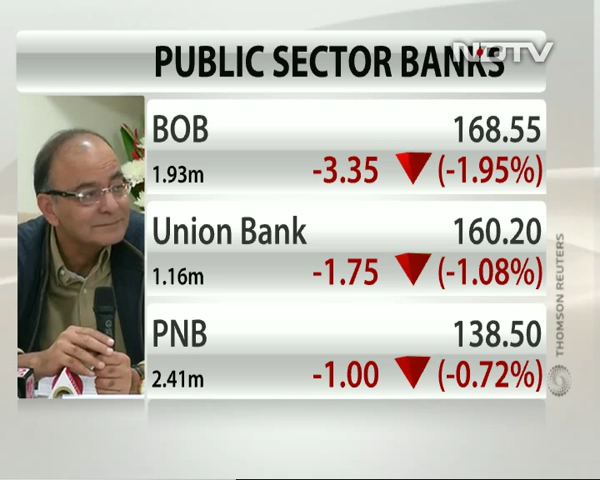 NDTV
PUBLIC SECTOR BANKS
BOB 168.55
1.93m -3.35 (-1.95%)
Union Bank 160.20
1.16m -1.75 (-1.08%)
PNB 138.50
2.41m -1.00 (-0.72%)
THOMSON REUTERS